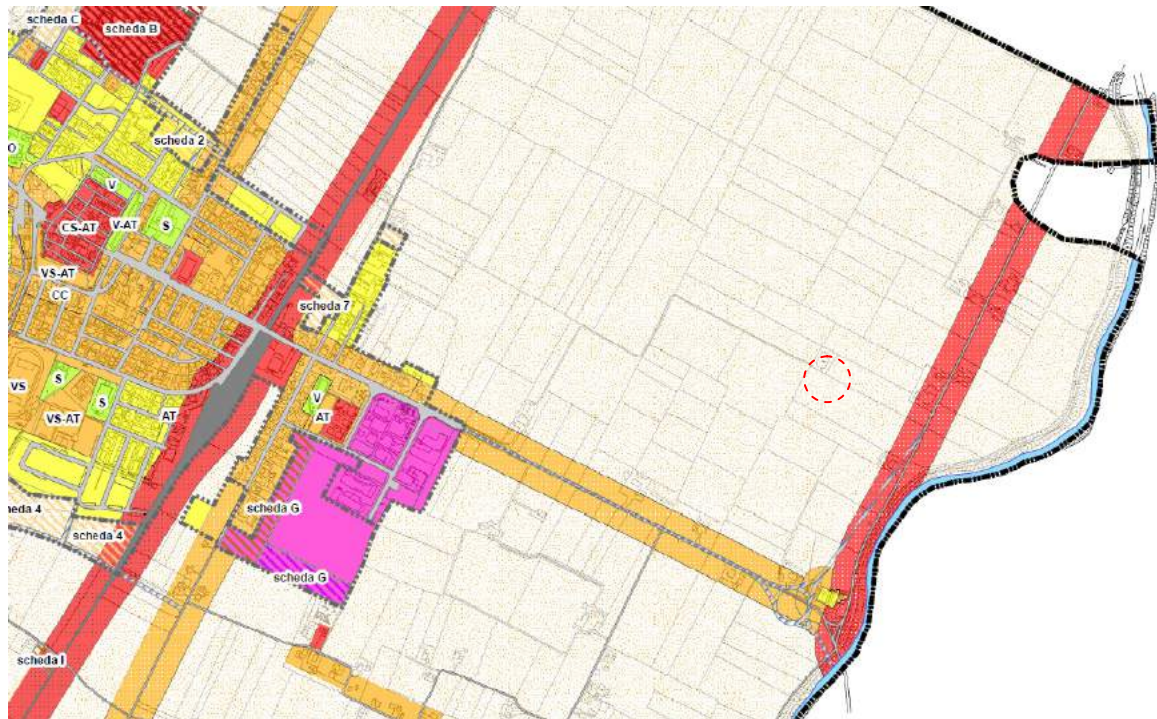 scheda C
scheda B
scheda 2
O
V
V-AT
S
CS-AT
VS-AT
CC
scheda 7
VS
S
VS-AT
S
AT
V
AT
scheda G
heda 4
scheda 4
scheda G
scheda I